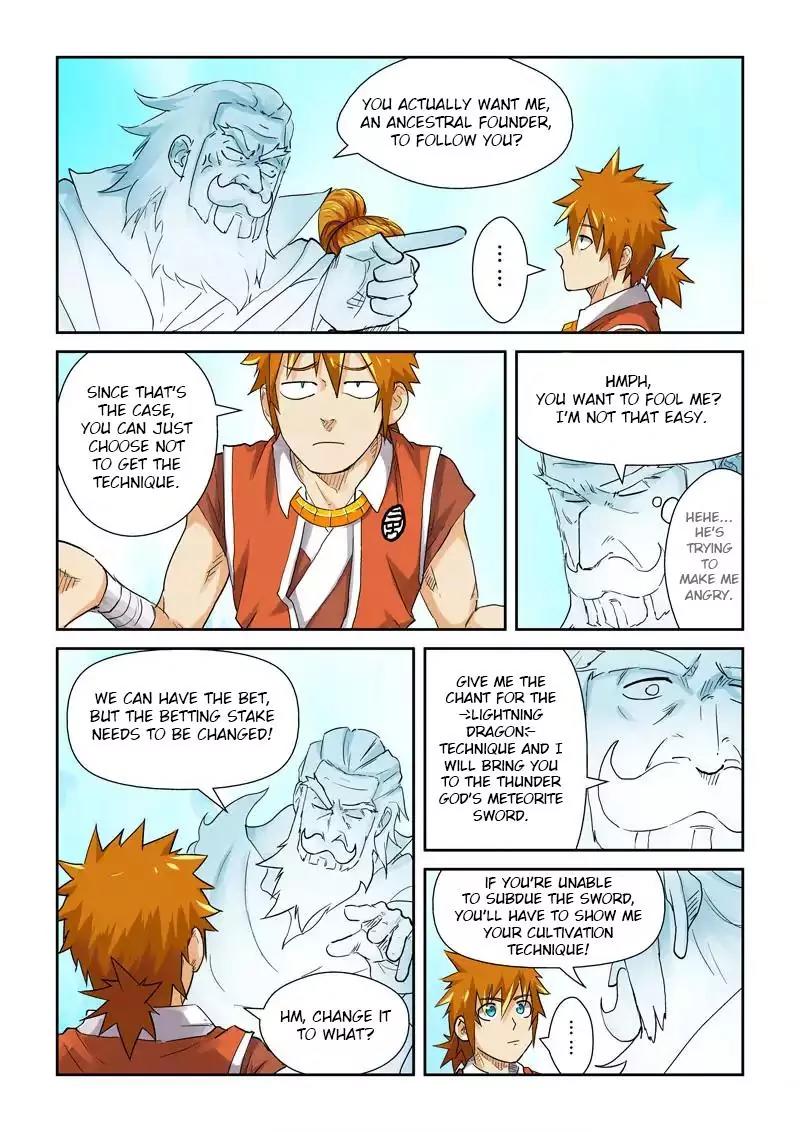 YOU ACTUALLY WANT ME,
AN ANCESTRAL FOUNDER,
TO FOLLOW YOU?
......
SINCE THAT'S
THE CASE,
YOU CAN JUST
CHOOSE NOT
TO GET THE
TECHNIQUE.
HMPH,
YOU WANT TO FOOL ME?
I'M NOT THAT EASY.
HEHE...
HE'S
TRYING
TO
MAKE ME
ANGRY.
WE CAN HAVE THE BET,
BUT THE BETTING STAKE
NEEDS TO BE CHANGED!
HM, CHANGE IT
TO WHAT?
GIVE ME THE
CHANT FOR THE
->LIGHTNING
DRAGON<-
TECHNIQUE AND I
WILL BRING YOU
TO THE THUNDER
GOD'S METEORITE
SWORD.
IF YOU'RE UNABLE
TO SUBDUE THE SWORD,
YOU'LL HAVE TO SHOW ME
YOUR CULTIVATION
TECHNIQUE!
......